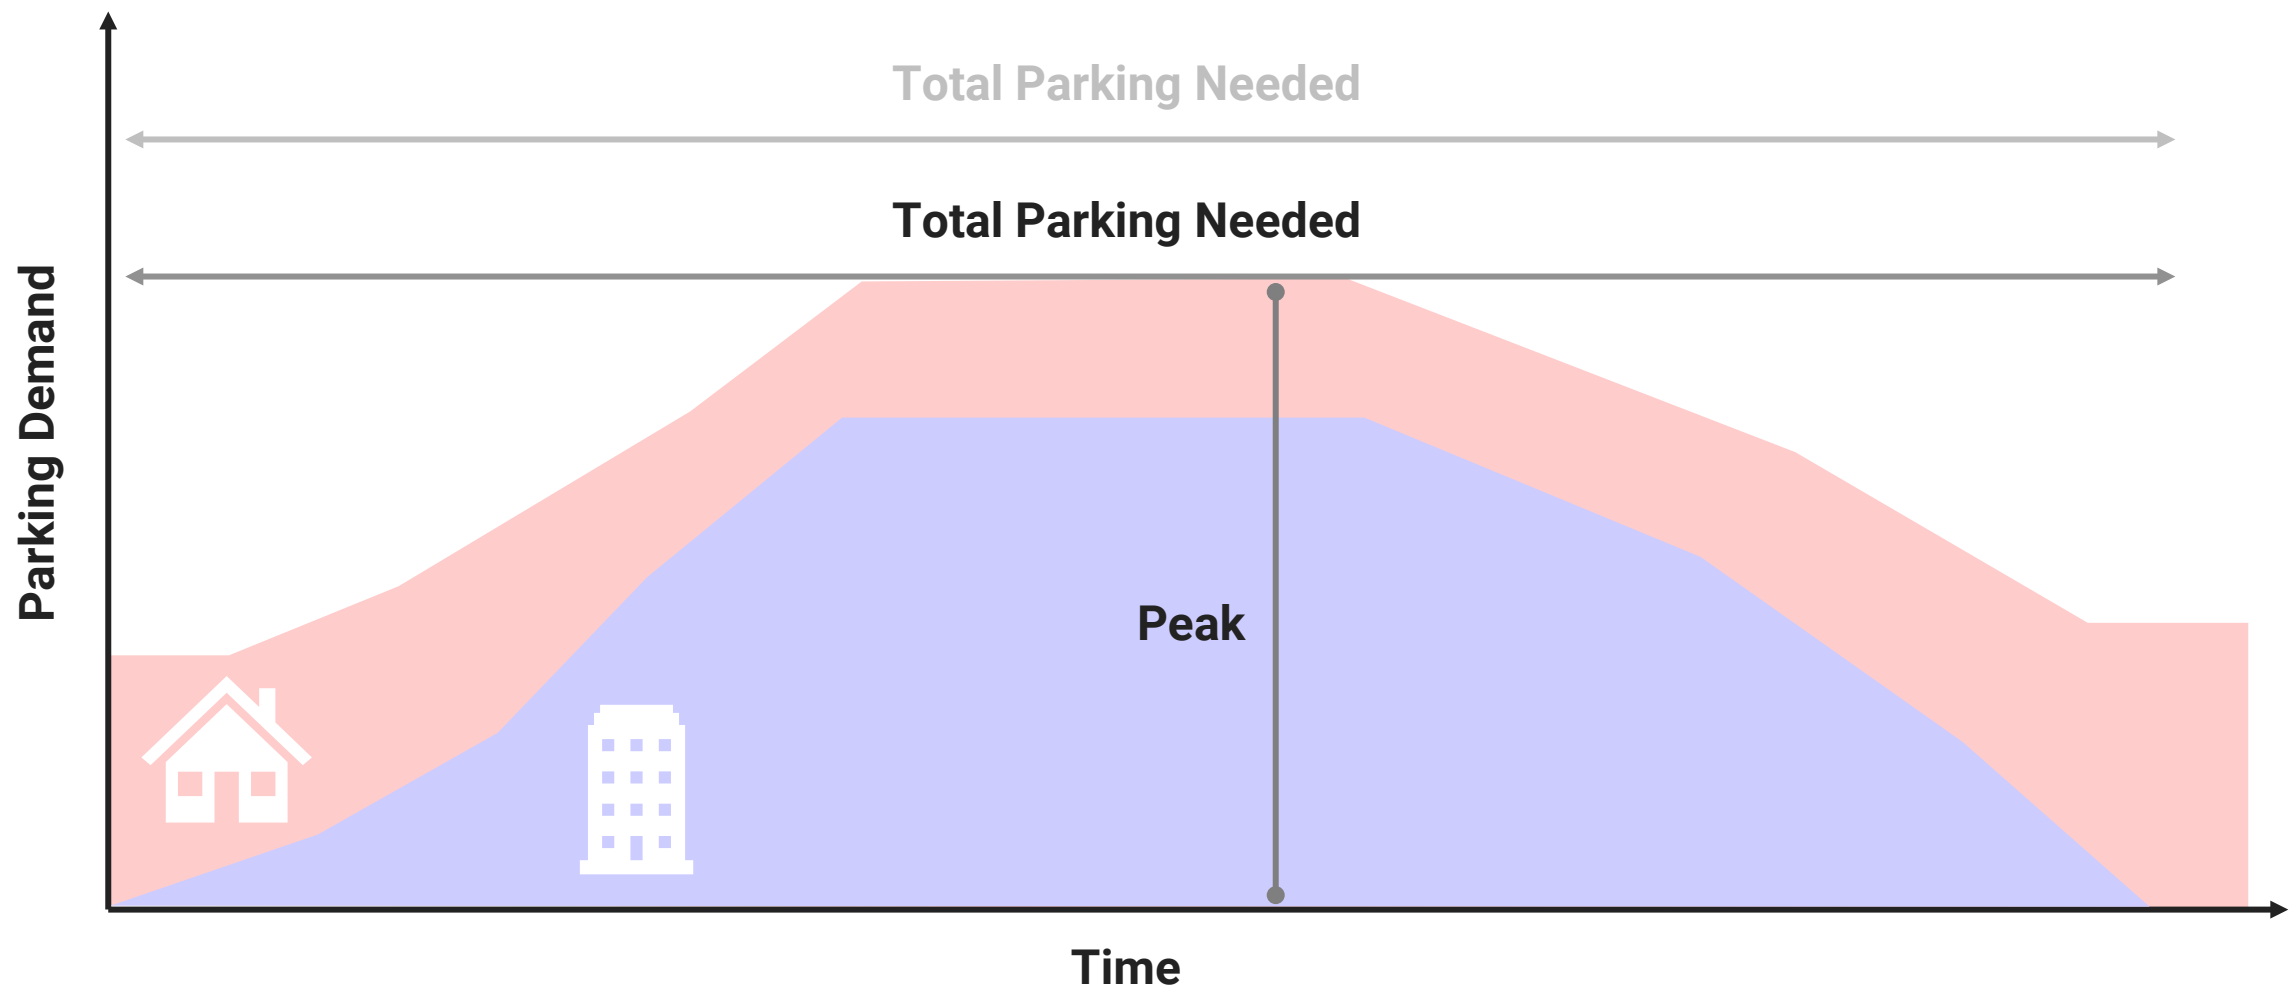 Total Parking Needed
Total Parking Needed
Parking Demand
Peak
Time